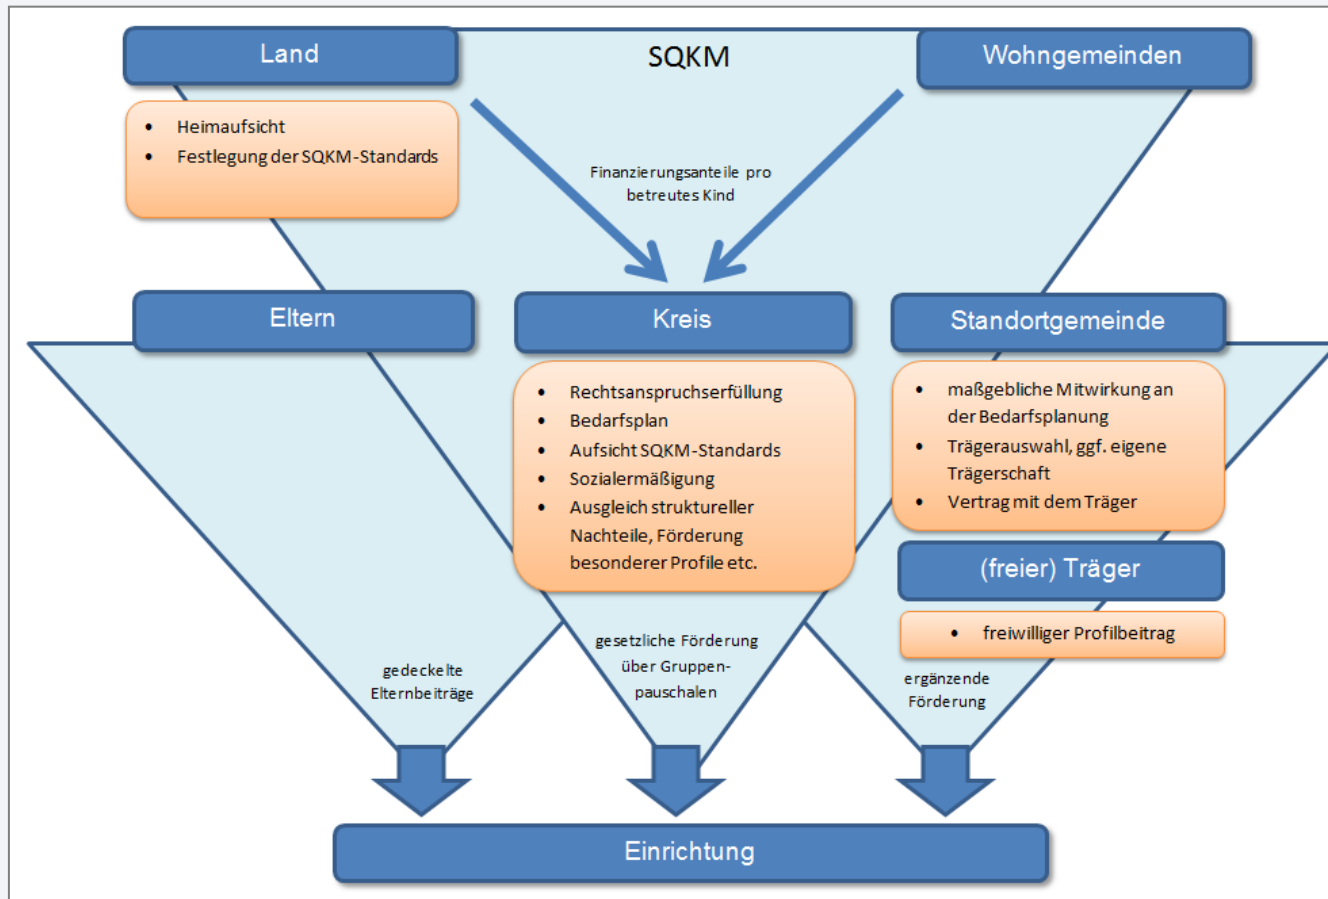 Land
SQKM
Wohngemeinden
• Heimaufsicht
• Festlegung der SQKM-Standards
Finanzierungsanteile pro
betreutes Kind
Eltern
Kreis
Standortgemeinde
• Rechtsanspruchserfüllung
• Bedarfsplan
• Aufsicht SQKM-Standards
• Sozialermäßigung
• Ausgleich struktureller
Nachteile, Förderung
besonderer Profile etc.
• maßgebliche Mitwirkung an
der Bedarfsplanung
• Trägerauswahl, ggf. eigene
Trägerschaft
• Vertrag mit dem Träger
(freier) Träger
• freiwilliger Profilbeitrag
gedeckelte
Elternbeiträge
gesetzliche Förderung
über Gruppen-
pauschalen
ergänzende
Förderung
Einrichtung